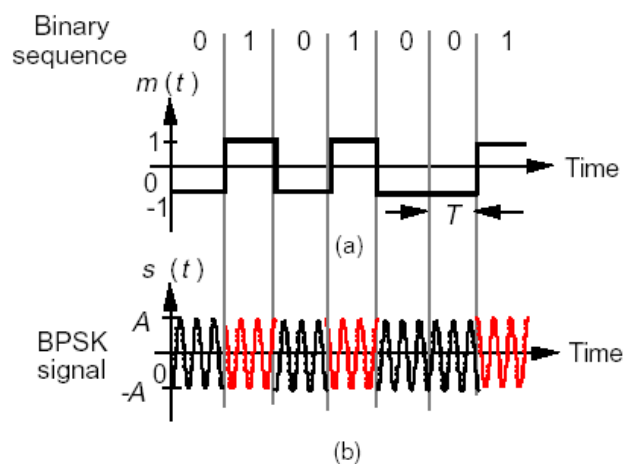 Binary
sequence
0 1 0 1 0 0 1
m (t)
1
0
-1
Time
T
(a)
s (t)
A
BPSK
signal
0
-A
Time
(b)